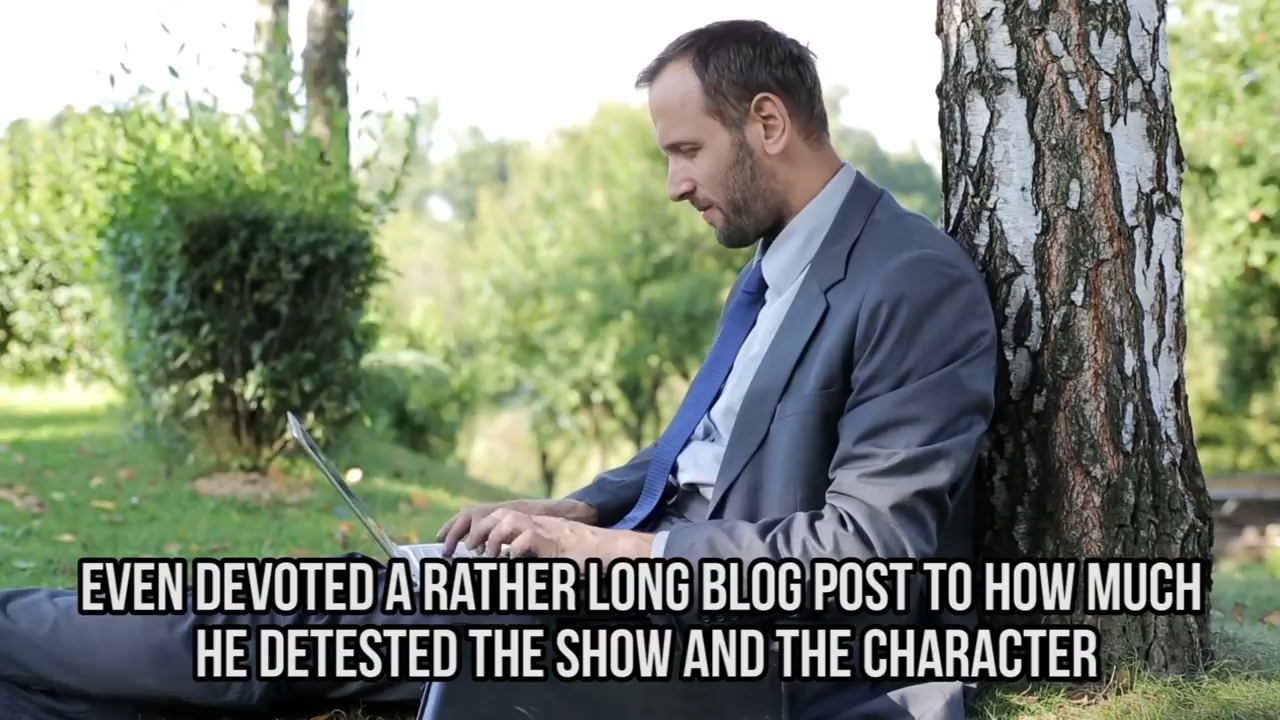 EVEN DEVOTED A RATHER LONG BLOG POST TO HOW MUCH
HE DETESTED THE SHOW AND THE CHARACTER